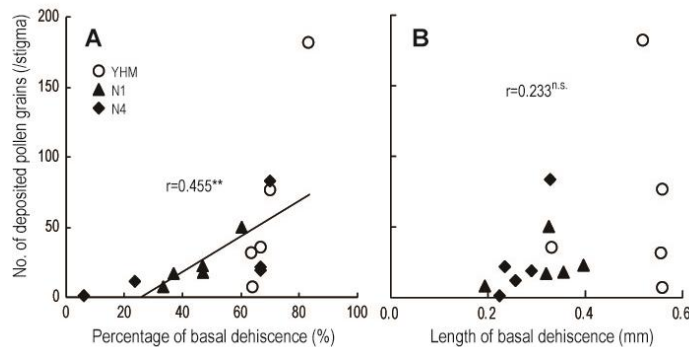 No. of deposited pollen grains (/stigma)
200
150
100
50
0
A
YHM
N1
N4
r=0.455**
0 20 40 60 80 100
Percentage of basal dehiscence (%)
B
r=0.233n.s.
0.0 0.2 0.4 0.6
Length of basal dehiscence (mm)